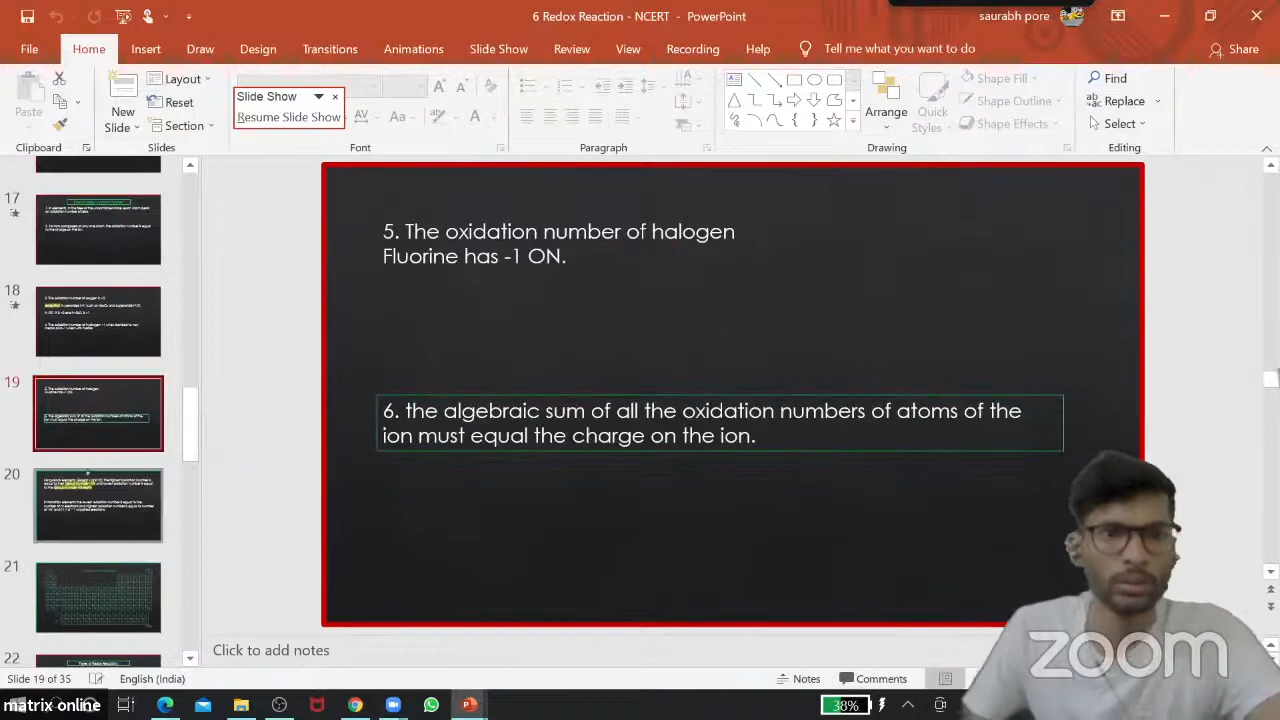 6 Redox Reaction - NCERT - PowerPoint
saurabh pore
File Home Insert Draw Design Transitions Animations Slide Show Review View Recording Help Tell me what you want to do Share
Paste
New Slide
Layout
Reset
Section
Slide Show
Resume Slide Show
Aa
Arrange
Quick Styles
Shape Fill
Shape Outline
Shape Effects
Find
Replace
Select
Clipboard Slides Font Paragraph Drawing Editing
17
18
19
20
21
22
5. The oxidation number of halogen
Fluorine has -1 ON.
6. the algebraic sum of all the oxidation numbers of atoms of the
ion must equal the charge on the ion.
zoom
Click to add notes
Slide 19 of 35 English (India) Notes Comments
matrix online
38%